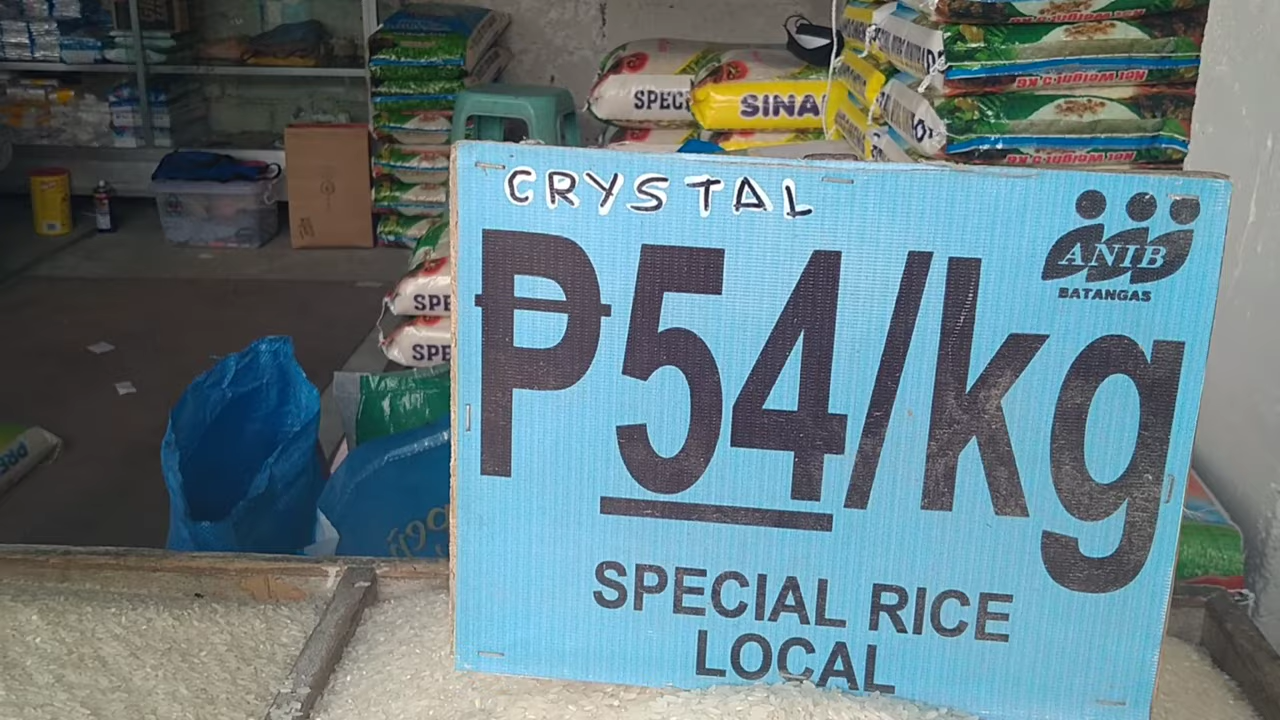 SPEC
SINA
NET WEIGHT 5 KG
NET WEIGHT 5 KG
SPE
SPE
PRE
CRYSTAL
₱54/kg
ANIB
BATANGAS
SPECIAL RICE
LOCAL